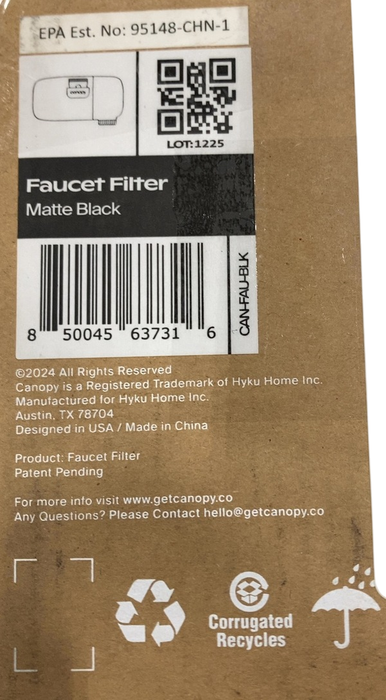 EPA Est. No: 95148-CHN-1
LOT:1225
Faucet Filter
Matte Black
8 50045 63731 6
CAN-FAU-BLK
©2024 All Rights Reserved
Canopy is a Registered Trademark of Hyku Home Inc.
Manufactured for Hyku Home Inc.
Austin, TX 78704
Designed in USA / Made in China
Product: Faucet Filter
Patent Pending
For more info visit www.getcanopy.co
Any Questions? Please Contact hello@getcanopy.co
Corrugated
Recycles